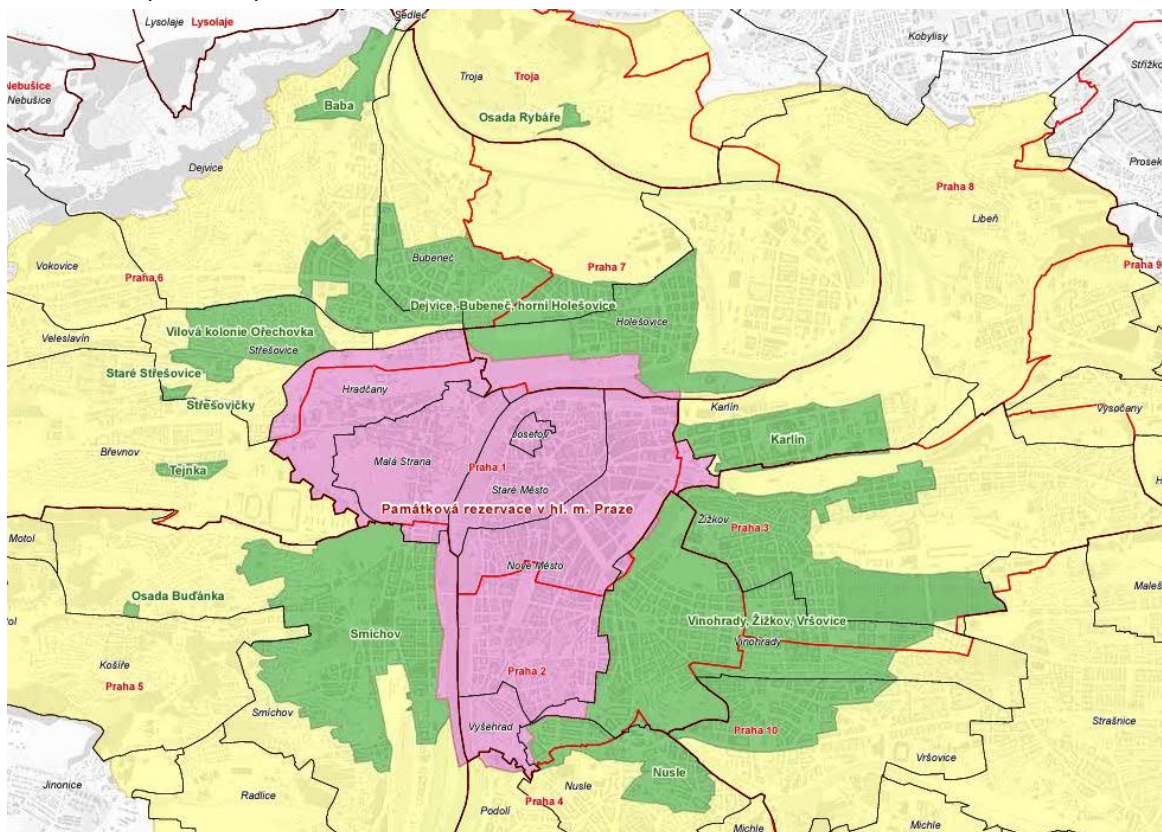 Sedlec
Lysolaje Lysolaje
Kobylisy
Troja Troja
Střížko
Nebušice
Nebušice
Baba
Osada Rybáře
Prosek
Dejvice
Praha 8
Libeň
Bubeneč
Vokovice
Praha 6
Praha 7
Praha 9
Dejvice, Bubeneč, horní Holešovice
Holešovice
Vilová kolonie Ořechovka
Veleslavín
Střešovice
Staré Střešovice
Hradčany
Střešovičky
Karlín
Vysočany
Josefov
Karlín
Břevnov
Malá Strana
Tejnka
Praha 1
Staré Město
H
Památková rezervace v hl. m. Praze
Žižkov
Praha 3
Motol
Nové Město
Maleš
Osada Buďánka
Vinohrady, Žižkov, Vršovice
ol
Smíchov
Vinohrady
Košíře
Praha 2
Praha 5
Smíchov
Vyšehrad
Praha 10
Strašnice
Vršovice
Nusle
Jinonice
Nusle
Radlice
Praha 4
Podolí
Michle
Michle